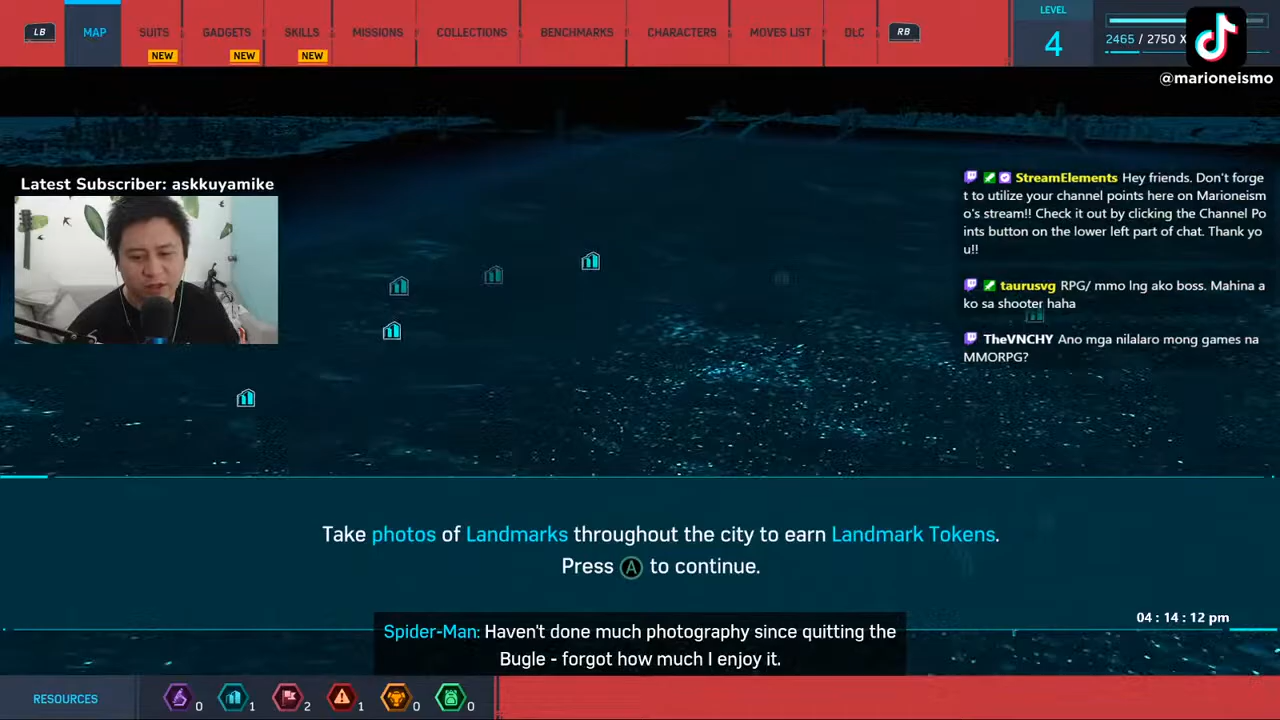 LB MAP SUITS GADGETS SKILLS MISSIONS COLLECTIONS BENCHMARKS CHARACTERS MOVES LIST DLC RB
NEW NEW NEW
LEVEL
4
2465 / 2750 X
@marioneismo
Latest Subscriber: askkuyamike
StreamElements Hey friends. Don't forge
t to utilize your channel points here on Marioneism
o's stream!! Check it out by clicking the Channel Po
ints button on the lower left part of chat. Thank yo
u!!
taurusvg RPG/ mmo lng ako boss. Mahina a
ko sa shooter haha
TheVNCHY Ano mga nilalaro mong games na
MMORPG?
Take photos of Landmarks throughout the city to earn Landmark Tokens.
Press A to continue.
04 : 14 : 12 pm
Spider-Man: Haven't done much photography since quitting the
Bugle - forgot how much I enjoy it.
RESOURCES 0 1 2 1 0 0